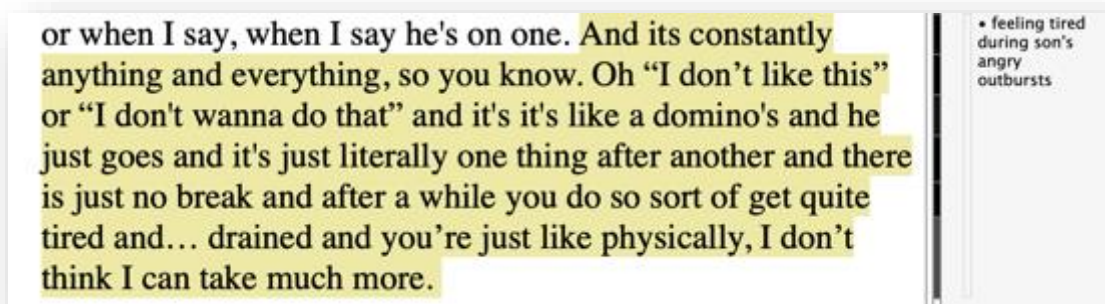 or when I say, when I say he's on one. And its constantly
anything and everything, so you know. Oh “I don’t like this”
or “I don't wanna do that” and it's it's like a domino's and he
just goes and it's just literally one thing after another and there
is just no break and after a while you do so sort of get quite
tired and… drained and you’re just like physically, I don’t
think I can take much more.
• feeling tired
during son's
angry
outbursts